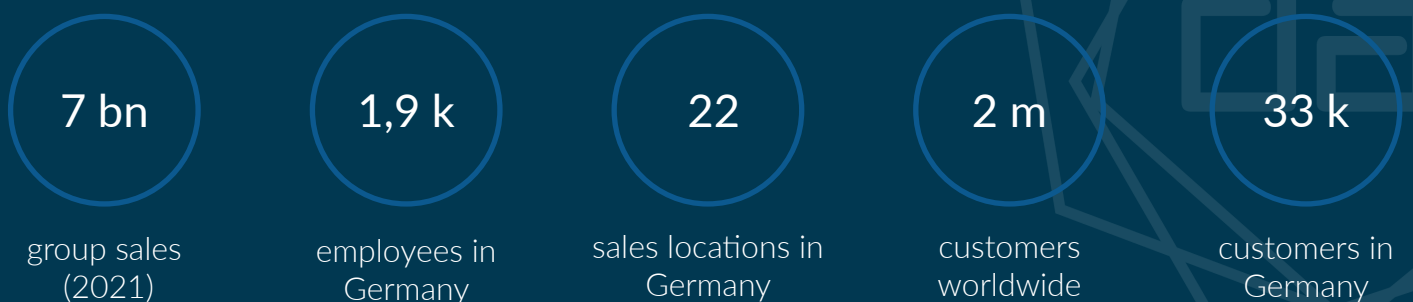 7 bn
group sales
(2021)
1,9 k
employees in
Germany
22
sales locations in
Germany
2 m
customers
worldwide
33 k
customers in
Germany